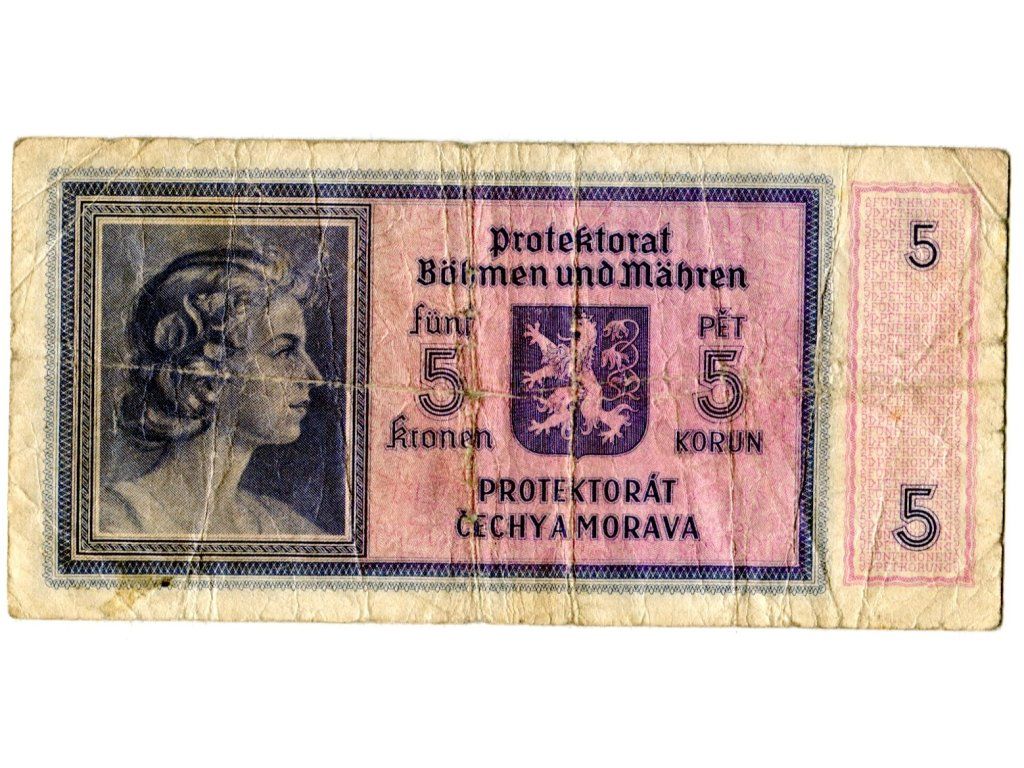 Protektorat
Böhmen und Mähren
fünf
5
Kronen
PĚT
5
KORUN
PROTEKTORÁT
ČECHY A MORAVA
5
5